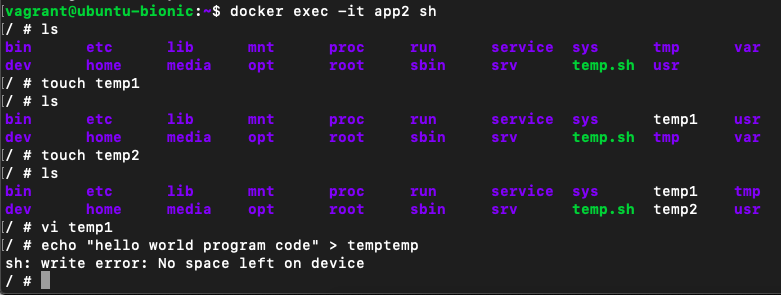 vagrant@ubuntu-bionic:~$ docker exec -it app2 sh
/ # ls
bin etc lib mnt proc run service sys tmp var
dev home media opt root sbin srv temp.sh usr
/ # touch temp1
/ # ls
bin etc lib mnt proc run service sys temp1 usr
dev home media opt root sbin srv temp.sh tmp var
/ # touch temp2
/ # ls
bin etc lib mnt proc run service sys temp1 tmp
dev home media opt root sbin srv temp.sh temp2 usr
/ # vi temp1
/ # echo "hello world program code" > temptemp
sh: write error: No space left on device
/ #